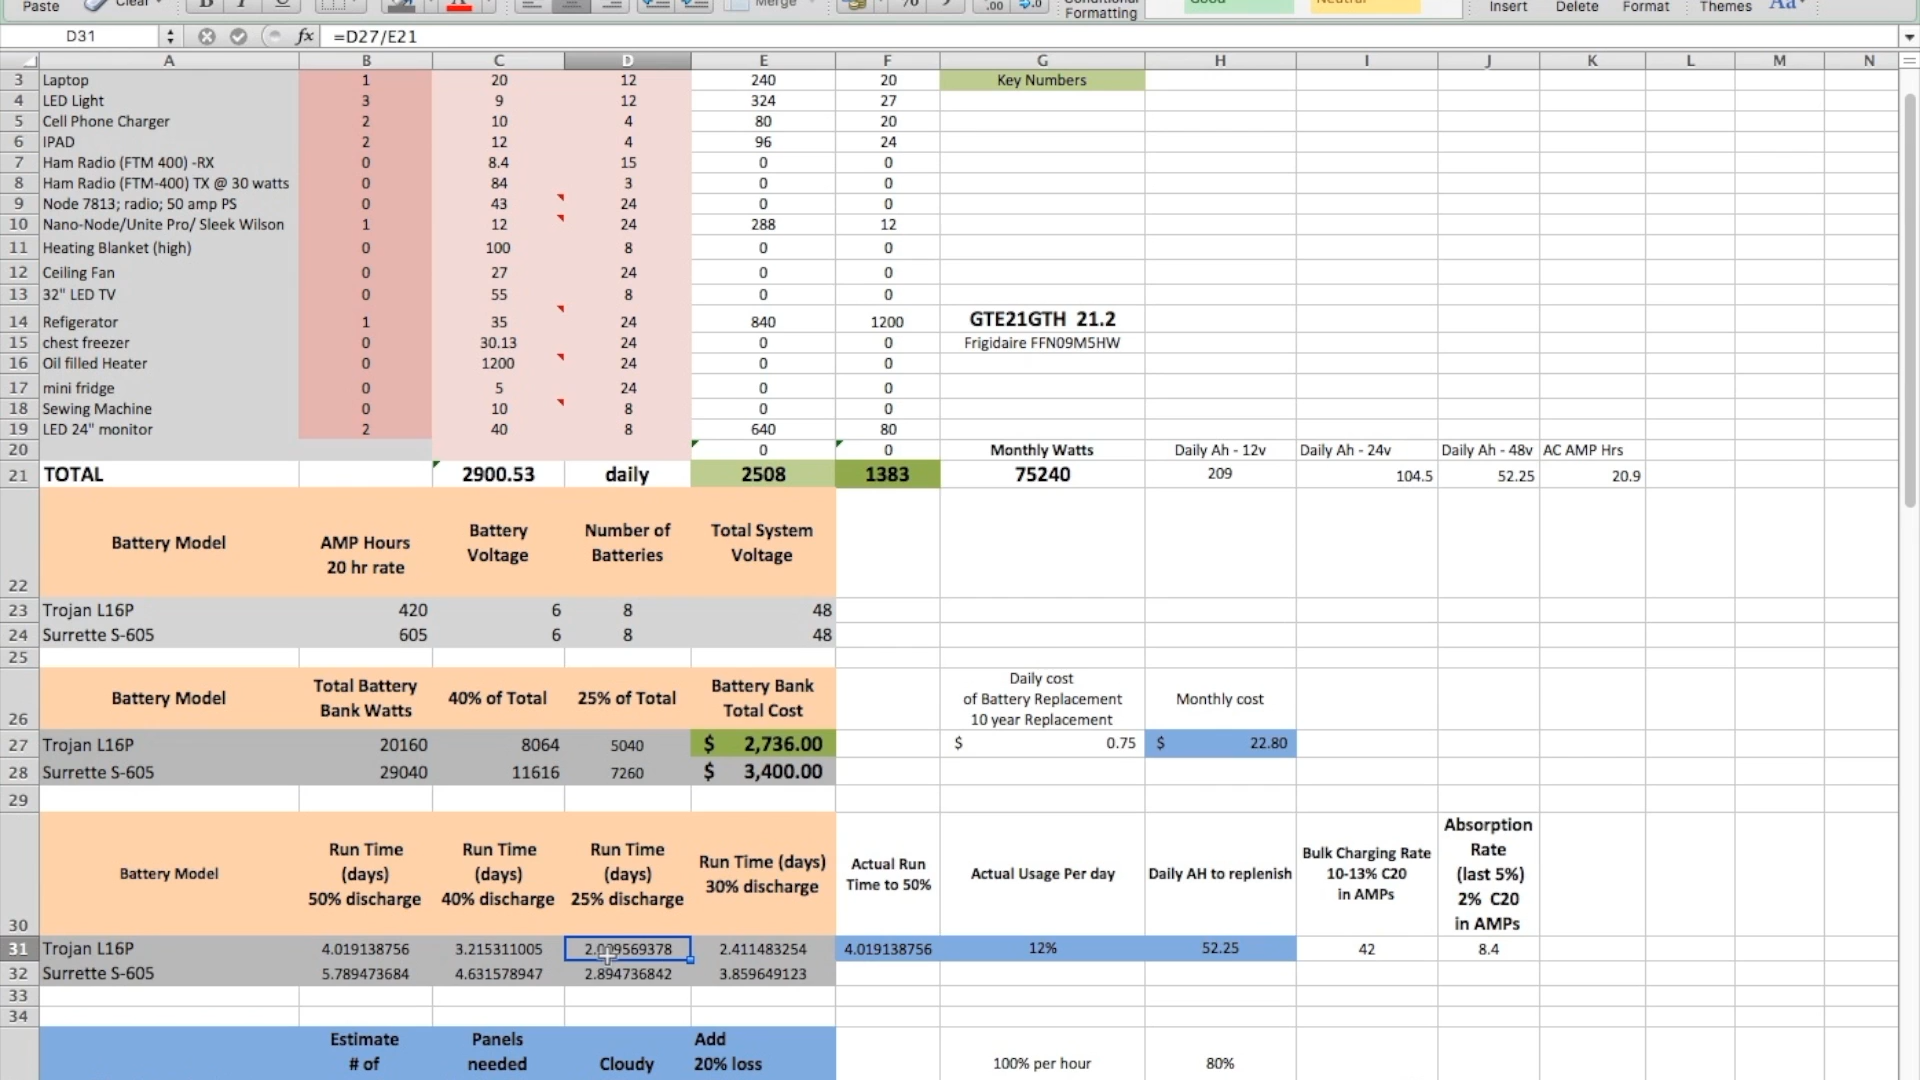 Paste Clear B I U Merge % .00 Conditional Formatting Good Neutral Insert Delete Format Themes Aa
D31 fx =D27/E21
A B C D E F G H I J K L M N
3 Laptop 1 20 12 240 20 Key Numbers
4 LED Light 3 9 12 324 27
5 Cell Phone Charger 2 10 4 80 20
6 IPAD 2 12 4 96 24
7 Ham Radio (FTM 400) -RX 0 8.4 15 0 0
8 Ham Radio (FTM-400) TX @ 30 watts 0 84 3 0 0
9 Node 7813; radio; 50 amp PS 0 43 24 0 0
10 Nano-Node/Unite Pro/ Sleek Wilson 1 12 24 288 12
11 Heating Blanket (high) 0 100 8 0 0
12 Ceiling Fan 0 27 24 0 0
13 32" LED TV 0 55 8 0 0
14 Refigerator 1 35 24 840 1200 GTE21GTH 21.2
15 chest freezer 0 30.13 24 0 0 Frigidaire FFN09M5HW
16 Oil filled Heater 0 1200 24 0 0
17 mini fridge 0 5 24 0 0
18 Sewing Machine 0 10 8 0 0
19 LED 24" monitor 2 40 8 640 80
20 0 0 Monthly Watts Daily Ah - 12v Daily Ah - 24v Daily Ah - 48v AC AMP Hrs
21 TOTAL 2900.53 daily 2508 1383 75240 209 104.5 52.25 20.9
22 Battery Model AMP Hours 20 hr rate Battery Voltage Number of Batteries Total System Voltage
23 Trojan L16P 420 6 8 48
24 Surrette S-605 605 6 8 48
25
26 Battery Model Total Battery Bank Watts 40% of Total 25% of Total Battery Bank Total Cost Daily cost of Battery Replacement 10 year Replacement Monthly cost
27 Trojan L16P 20160 8064 5040 $ 2,736.00 $ 0.75 $ 22.80
28 Surrette S-605 29040 11616 7260 $ 3,400.00
29
30 Battery Model Run Time (days) 50% discharge Run Time (days) 40% discharge Run Time (days) 25% discharge Run Time (days) 30% discharge Actual Run Time to 50% Actual Usage Per day Daily AH to replenish Bulk Charging Rate 10-13% C20 in AMPs Absorption Rate (last 5%) 2% C20 in AMPs
31 Trojan L16P 4.019138756 3.215311005 2.411483254 4.019138756 12% 52.25 42 8.4
32 Surrette S-605 5.789473684 4.631578947 2.894736842 3.859649123
33
34
Estimate # of Panels needed Cloudy Add 20% loss 100% per hour 80%